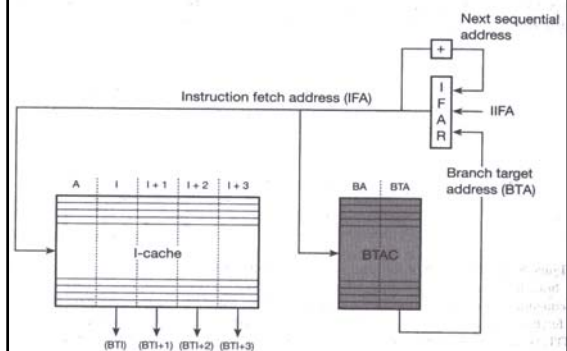 Next sequential
address
+
Instruction fetch address (IFA)
I
F
A
R
IIFA
Branch target
address (BTA)
A I I + 1 I + 2 I + 3
BA BTA
I-cache
BTAC
(BTI) (BTI+1) (BTI+2) (BTI+3)